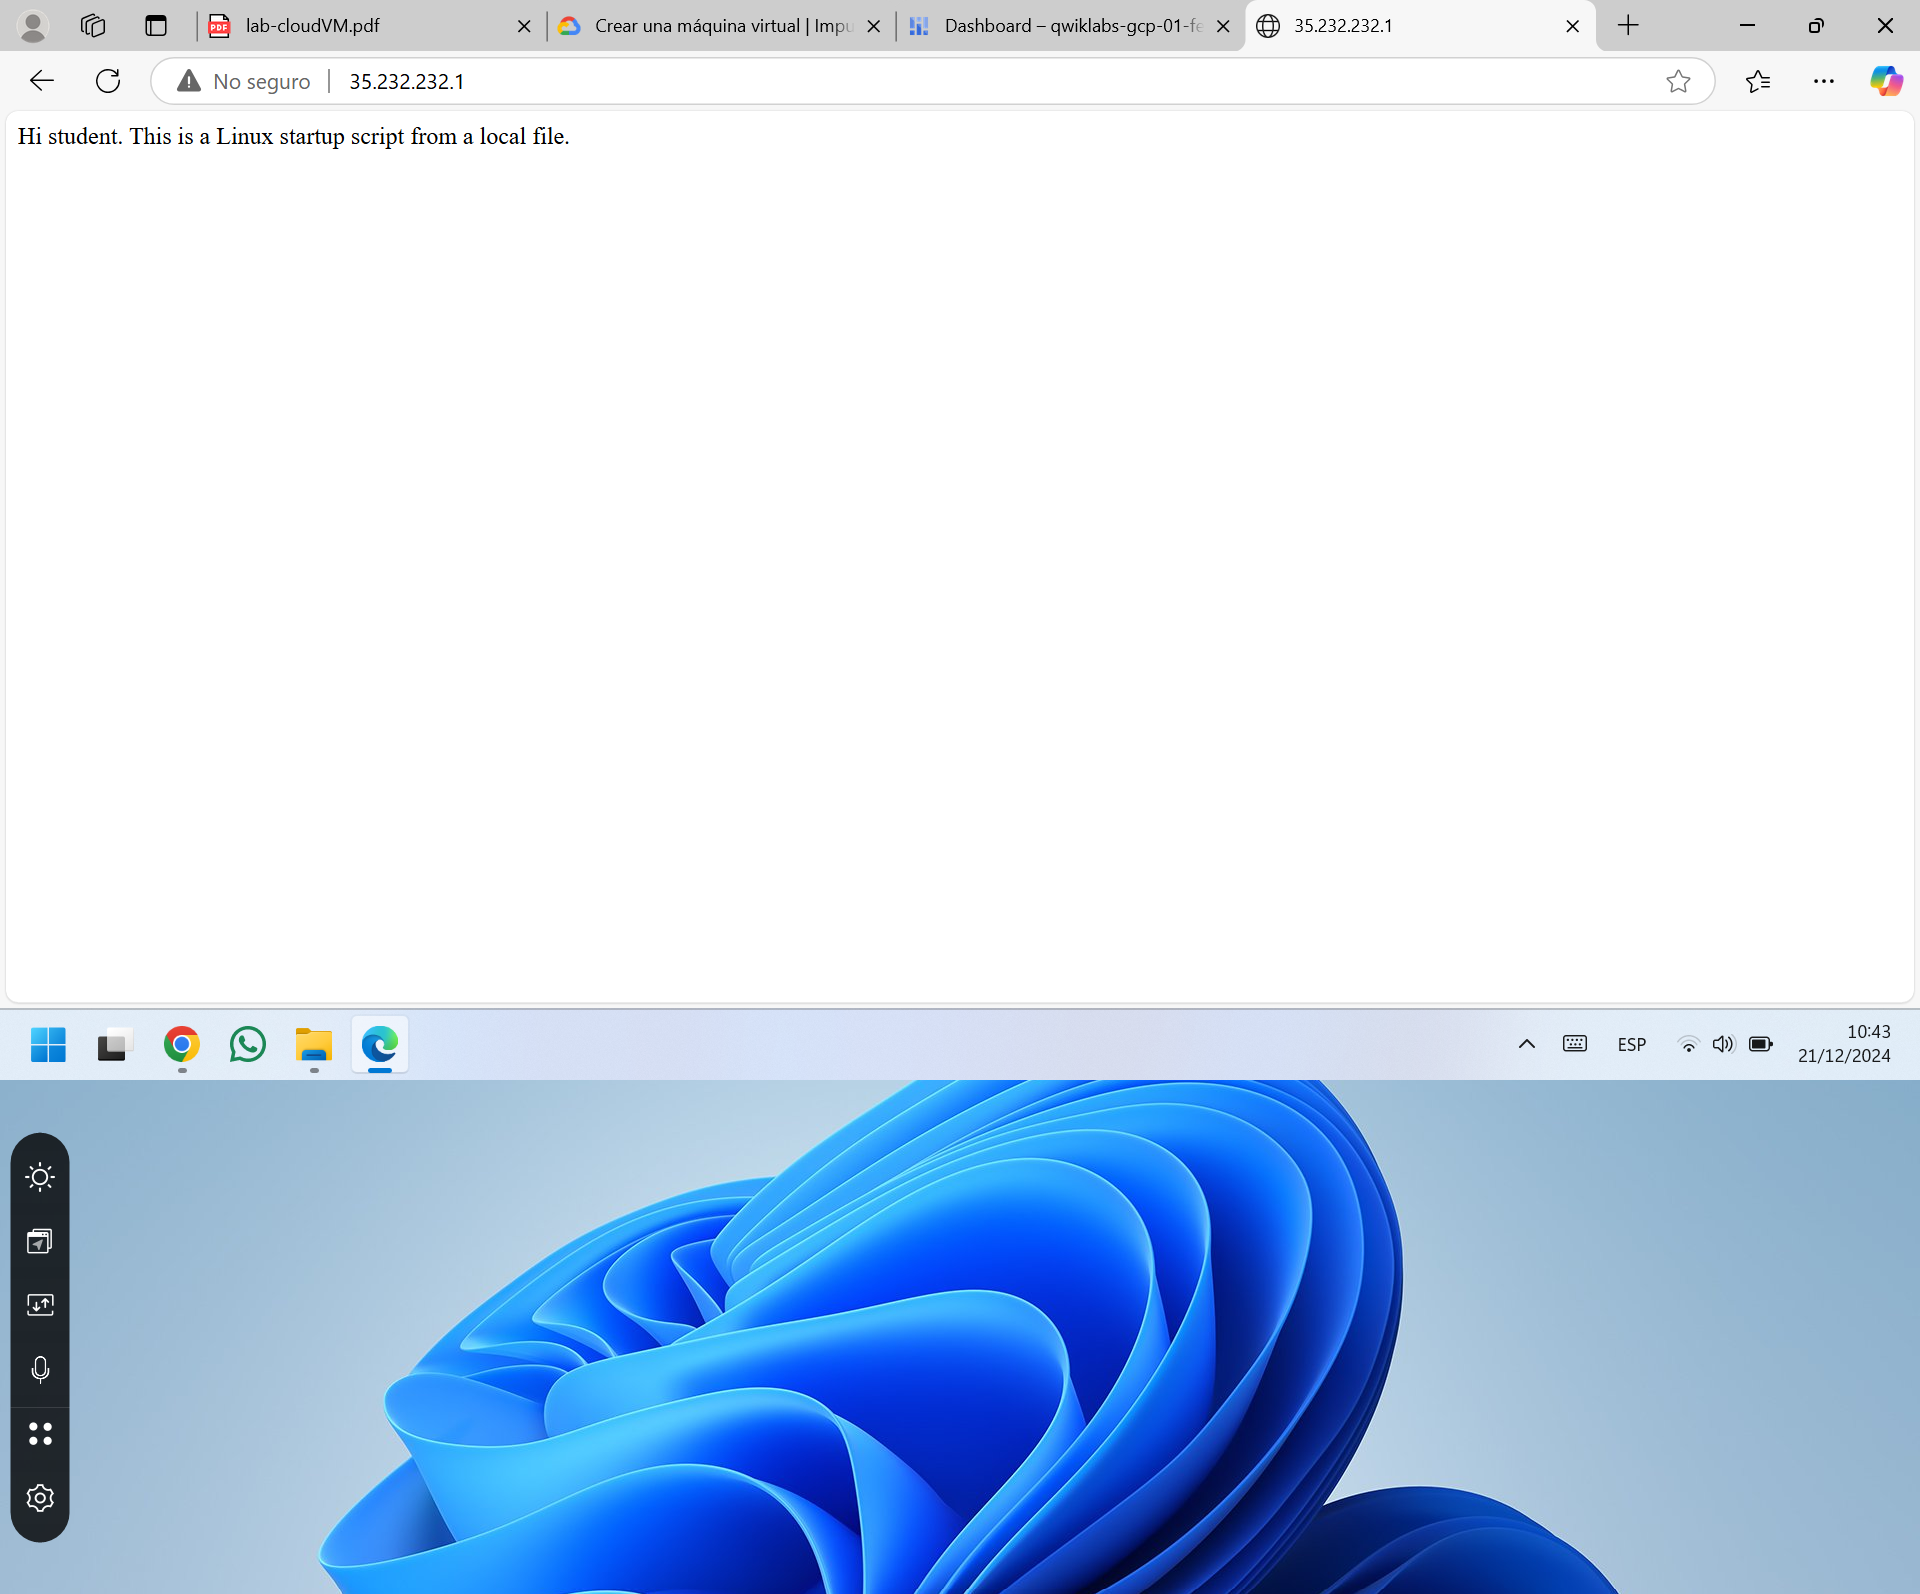 lab-cloudVM.pdf
Crear una máquina virtual | Impu
Dashboard – qwiklabs-gcp-01-fe
35.232.232.1
No seguro
35.232.232.1
Hi student. This is a Linux startup script from a local file.
PDF
ESP
10:43
21/12/2024